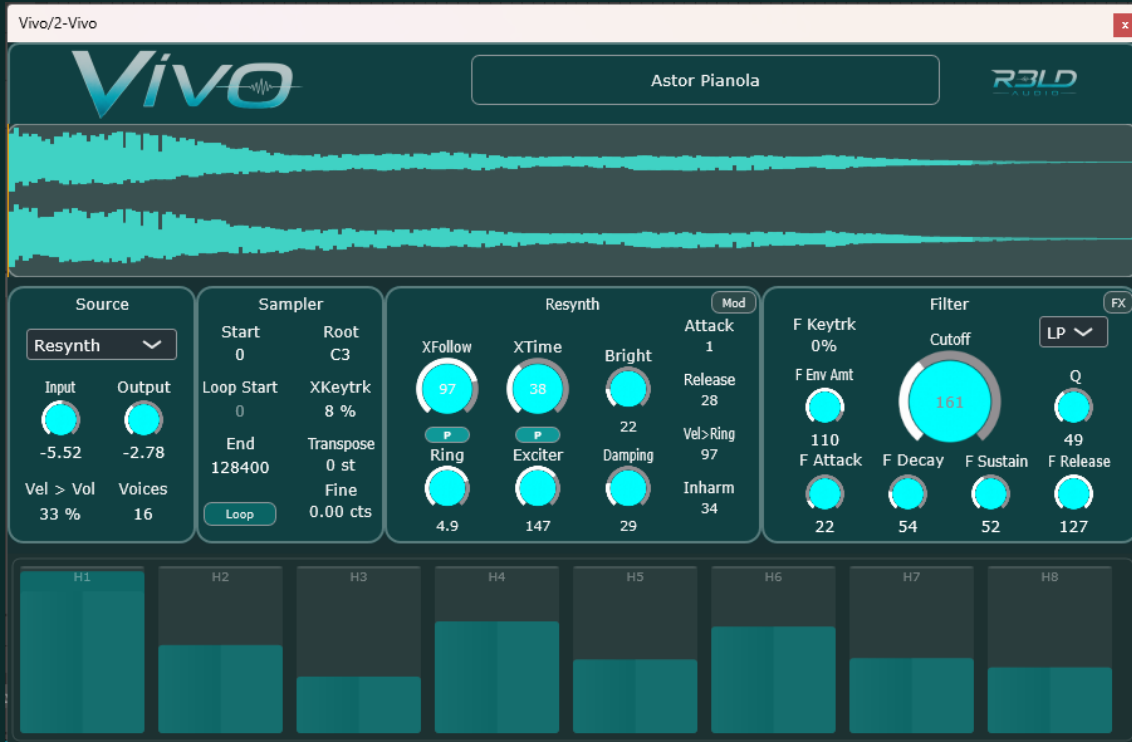 Vivo/2-Vivo
x
Vivo
Astor Pianola
R3LD
AUDIO
Source
Resynth
Input
Output
-5.52
-2.78
Vel > Vol
Voices
33 %
16
Sampler
Start
Root
0
C3
Loop Start
XKeytrk
0
8 %
End
Transpose
128400
0 st
Fine
Loop
0.00 cts
Resynth
Mod
XFollow
XTime
Bright
Attack
1
97
38
Release
28
22
P
P
Vel>Ring
97
Ring
Exciter
Damping
Inharm
34
4.9
147
29
Filter
FX
F Keytrk
0%
Cutoff
LP
F Env Amt
Q
161
110
49
F Attack
F Decay
F Sustain
F Release
22
54
52
127
H1
H2
H3
H4
H5
H6
H7
H8